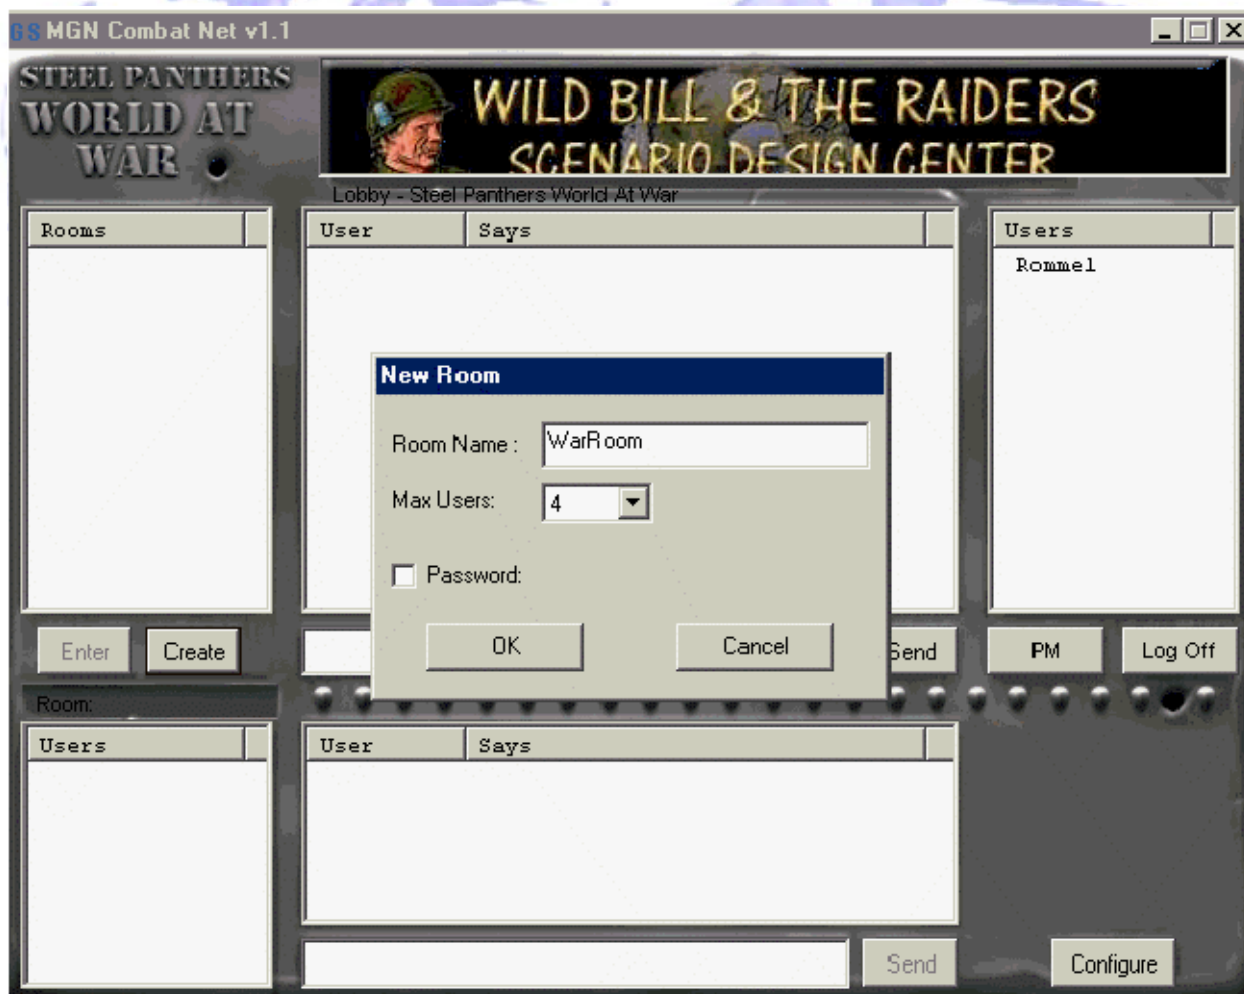 GS MGN Combat Net v1.1
STEEL PANTHERS
WORLD AT
WAR
WILD BILL & THE RAIDERS
SCENARIO DESIGN CENTER
Lobby - Steel Panthers World At War
Rooms
User Says
Users
Rommel
New Room
Room Name : WarRoom
Max Users: 4
Password:
OK Cancel
Enter Create Send PM Log Off
Room:
Users
User Says
Send Configure